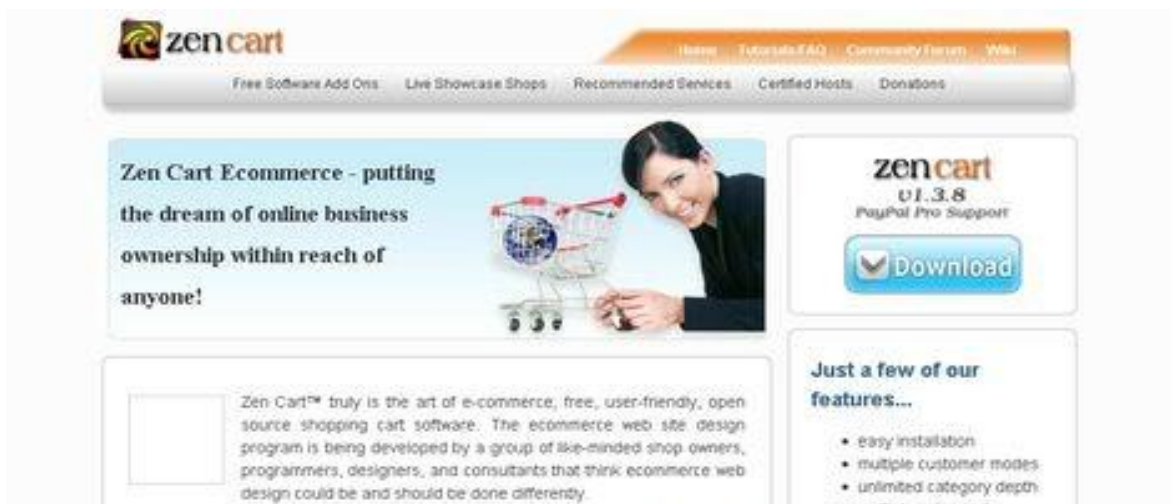 zen cart
Home Tutorials/FAQ Community Forum Wiki
Free Software Add Ons Live Showcase Shops Recommended Services Certified Hosts Donations
Zen Cart Ecommerce - putting
the dream of online business
ownership within reach of
anyone!
zen cart
v1.3.8
PayPal Pro Support
Download
Zen Cart™ truly is the art of e-commerce, free, user-friendly, open
source shopping cart software. The ecommerce web site design
program is being developed by a group of like-minded shop owners,
programmers, designers, and consultants that think ecommerce web
design could be and should be done differently.
Just a few of our
features...
• easy installation
• multiple customer modes
• unlimited category depth